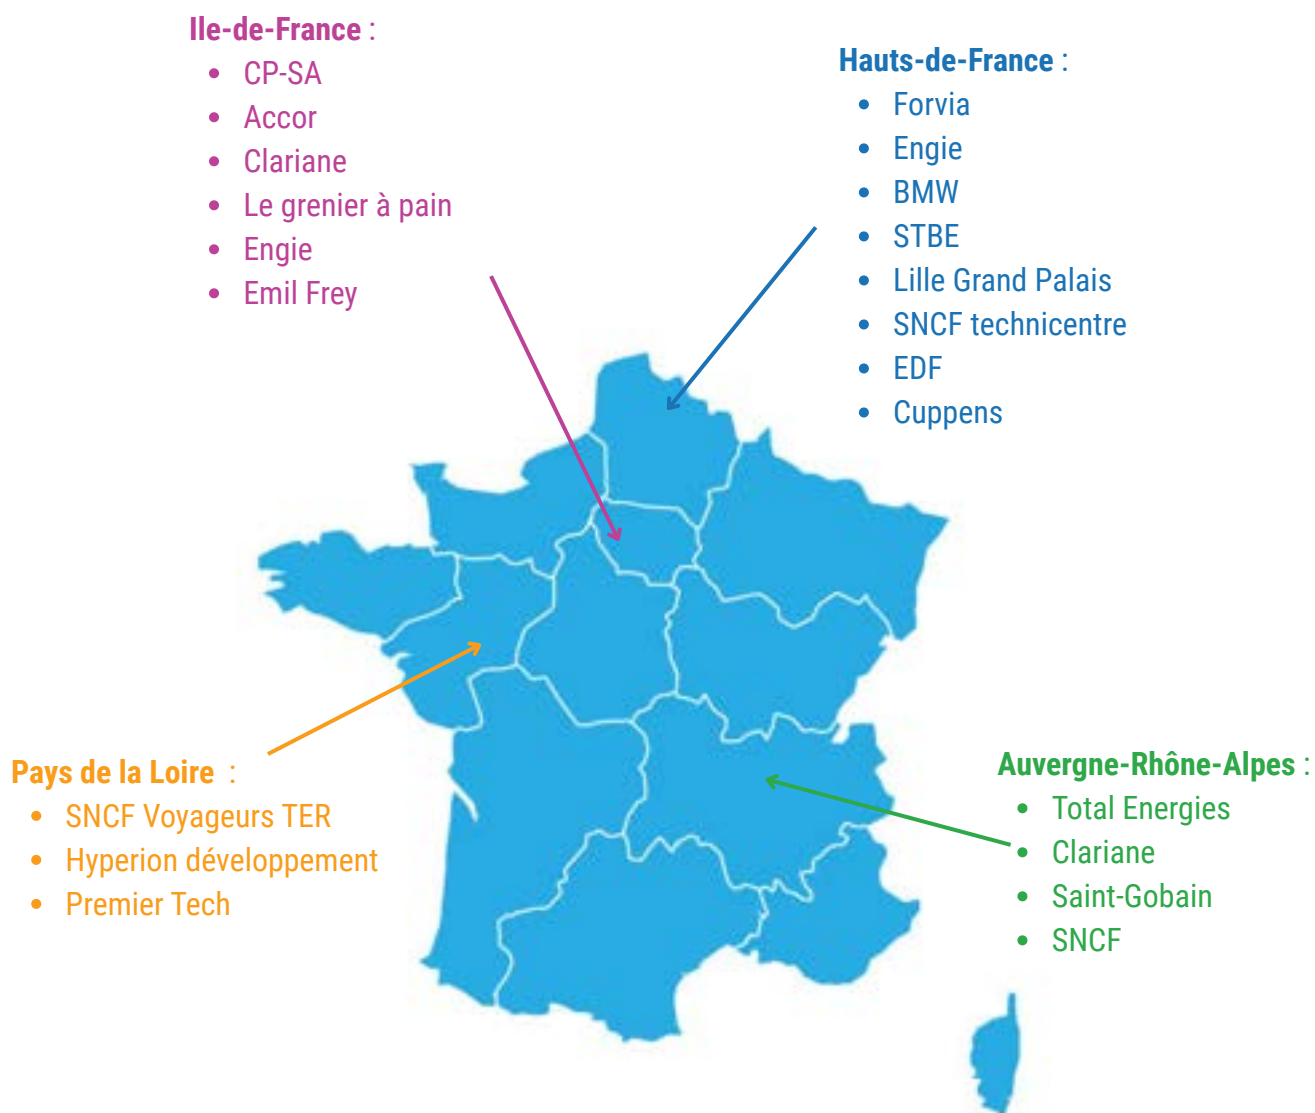 Ile-de-France :
• CP-SA
• Accor
• Clariane
• Le grenier à pain
• Engie
• Emil Frey
Hauts-de-France :
• Forvia
• Engie
• BMW
• STBE
• Lille Grand Palais
• SNCF technicentre
• EDF
• Cuppens
Pays de la Loire :
• SNCF Voyageurs TER
• Hyperion développement
• Premier Tech
Auvergne-Rhône-Alpes :
• Total Energies
• Clariane
• Saint-Gobain
• SNCF